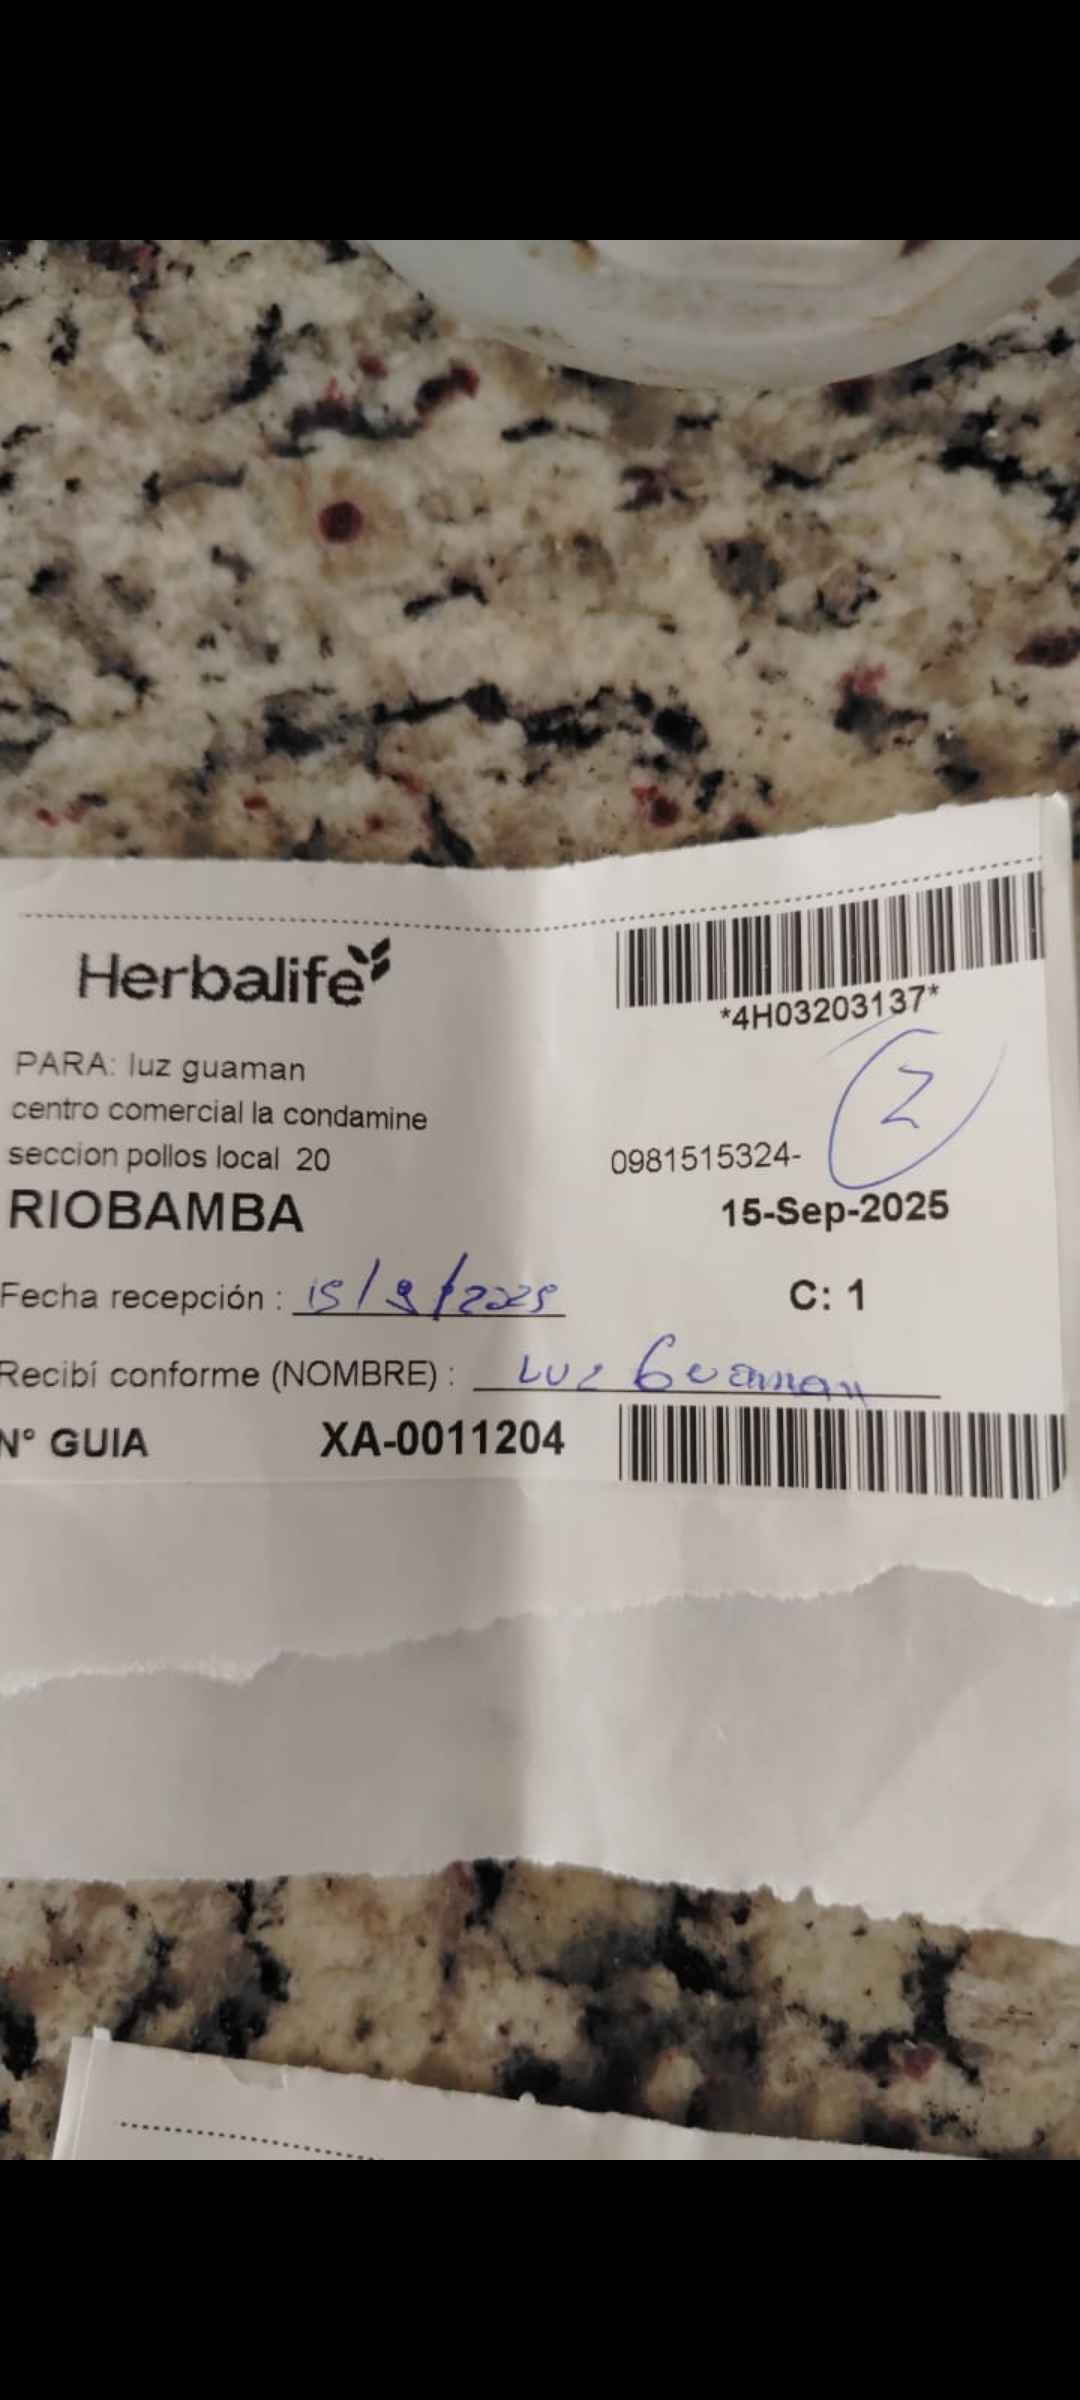 Herbalife
*4H03203137*
2
PARA: luz guaman
centro comercial la condamine
seccion pollos local 20
0981515324-
RIOBAMBA
15-Sep-2025
Fecha recepción : 15/9/2025
C: 1
Recibí conforme (NOMBRE) : Luz Guaman
N° GUIA XA-0011204